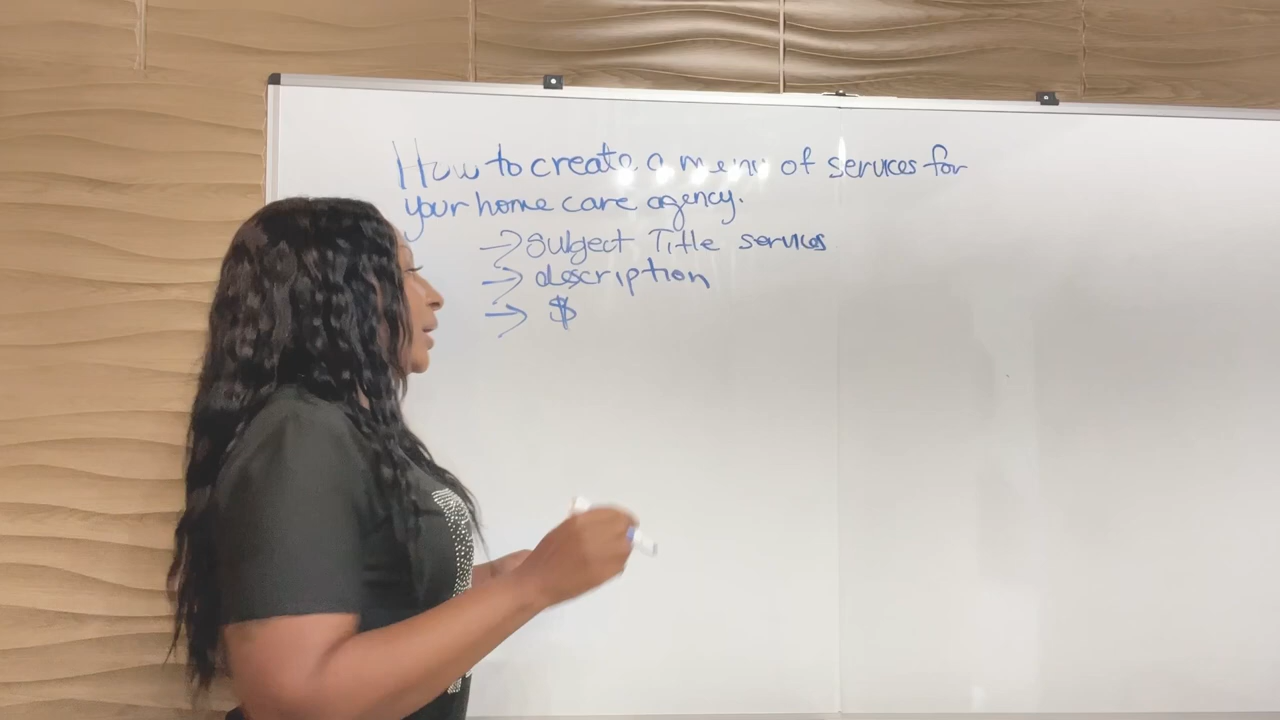 How to create a menu of services for
your home care agency.
→ Subject Title services
→ description
→ $